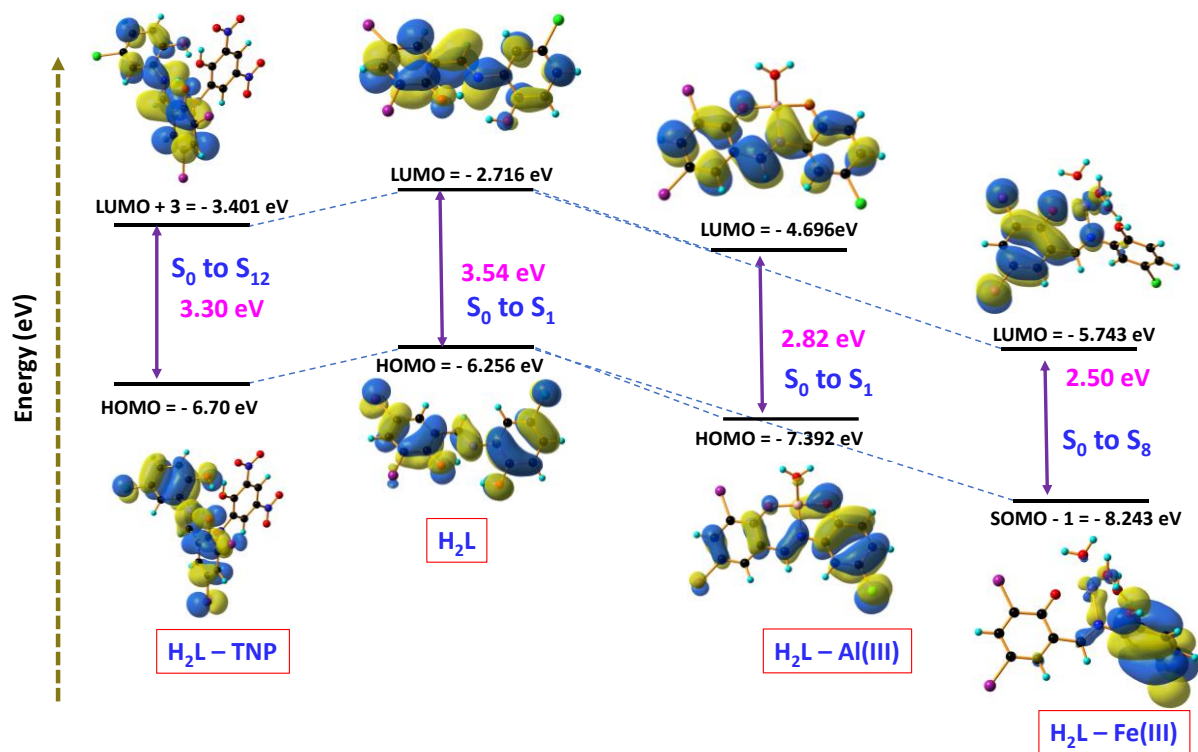 Energy (eV)
LUMO + 3 = - 3.401 eV
S₀ to S₁₂
3.30 eV
HOMO = - 6.70 eV
H₂L – TNP
LUMO = - 2.716 eV
3.54 eV
S₀ to S₁
HOMO = - 6.256 eV
H₂L
LUMO = - 4.696eV
2.82 eV
S₀ to S₁
HOMO = - 7.392 eV
H₂L – Al(III)
LUMO = - 5.743 eV
2.50 eV
S₀ to S₈
SOMO - 1 = - 8.243 eV
H₂L – Fe(III)